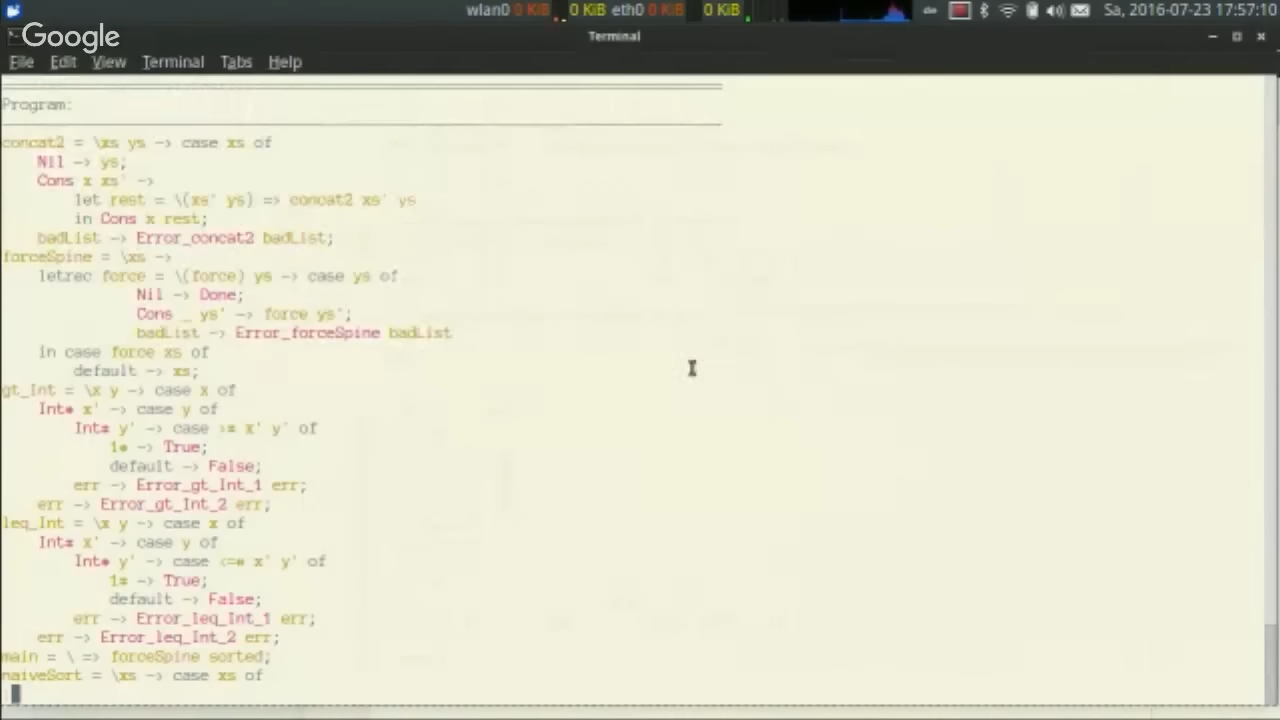 wlan0 0 KiB 0 KiB eth0 0 KiB 0 KiB de Sa, 2016-07-23 17:57:10
Google
Terminal
File Edit View Terminal Tabs Help
Program:
concat2 = \xs ys -> case xs of
    Nil -> ys;
    Cons x xs' ->
        let rest = \(xs' ys) => concat2 xs' ys
        in Cons x rest;
    badList -> Error_concat2 badList;
forceSpine = \xs ->
    letrec force = \(force) ys -> case ys of
               Nil -> Done;
               Cons _ ys' -> force ys';
               badList -> Error_forceSpine badList
    in case force xs of
        default -> xs;
gt_Int = \x y -> case x of
    Int# x' -> case y of
        Int# y' -> case ># x' y' of
            1# -> True;
            default -> False;
        err -> Error_gt_Int_1 err;
    err -> Error_gt_Int_2 err;
leq_Int = \x y -> case x of
    Int# x' -> case y of
        Int# y' -> case <=# x' y' of
            1# -> True;
            default -> False;
        err -> Error_leq_Int_1 err;
    err -> Error_leq_Int_2 err;
main = \ => forceSpine sorted;
naiveSort = \xs -> case xs of